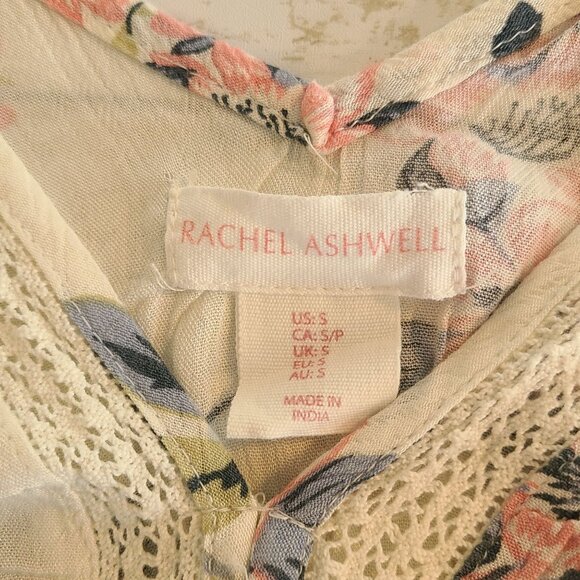 RACHEL ASHWELL
US: S
CA: S/P
UK: S
EU: S
AU: S
MADE IN
INDIA